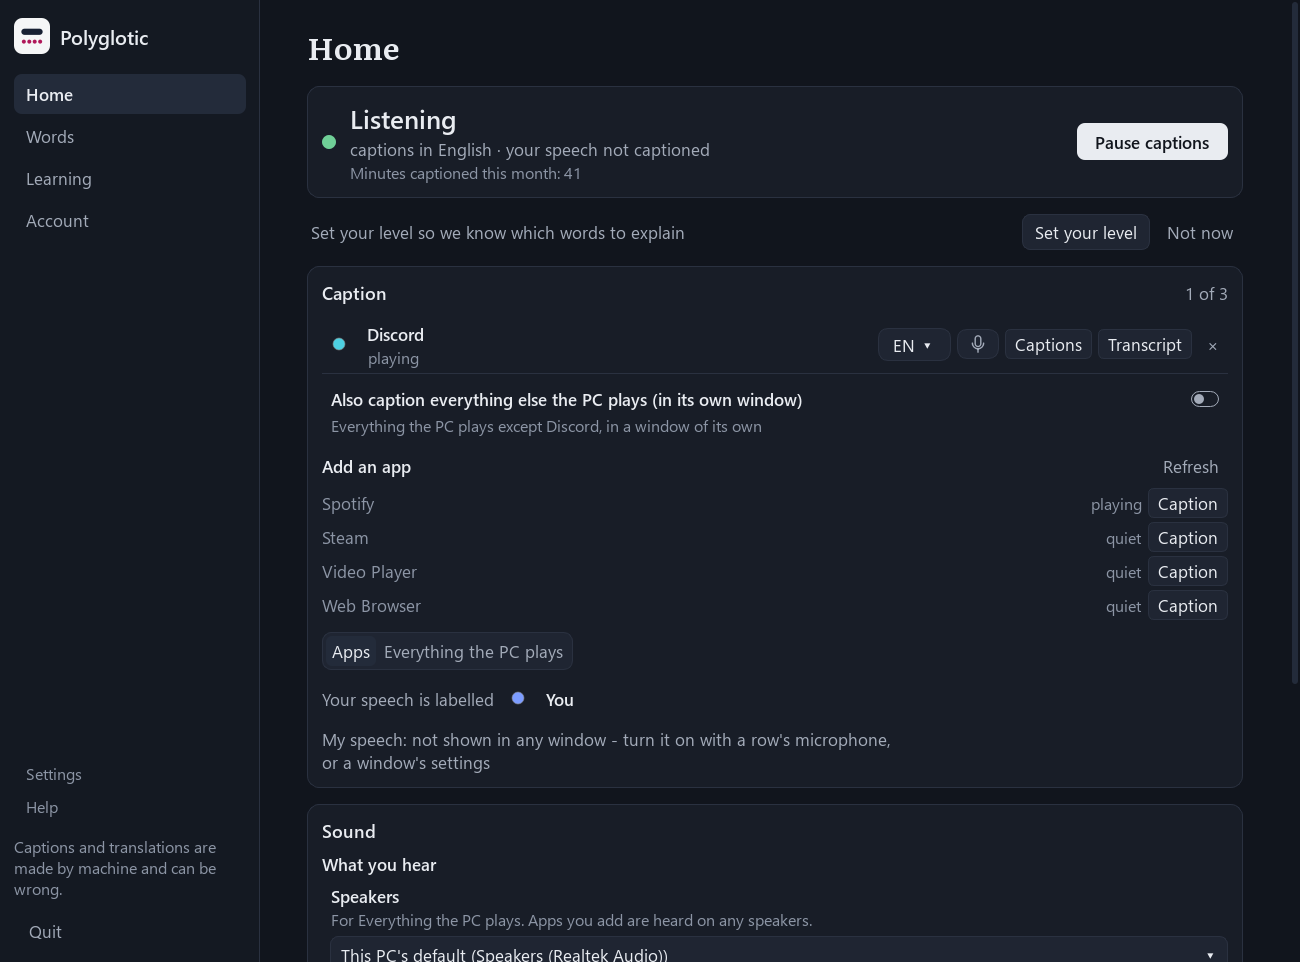 Polyglotic
Home
Words
Learning
Account
Settings
Help
Captions and translations are
made by machine and can be
wrong.
Quit
Home
Listening
captions in English · your speech not captioned
Minutes captioned this month: 41
Pause captions
Set your level so we know which words to explain
Set your level
Not now
Caption
1 of 3
Discord
playing
EN
Captions
Transcript
×
Also caption everything else the PC plays (in its own window)
Everything the PC plays except Discord, in a window of its own
Add an app
Refresh
Spotify
playing
Caption
Steam
quiet
Caption
Video Player
quiet
Caption
Web Browser
quiet
Caption
Apps
Everything the PC plays
Your speech is labelled
You
My speech: not shown in any window - turn it on with a row's microphone,
or a window's settings
Sound
What you hear
Speakers
For Everything the PC plays. Apps you add are heard on any speakers.
This PC's default (Speakers (Realtek Audio))